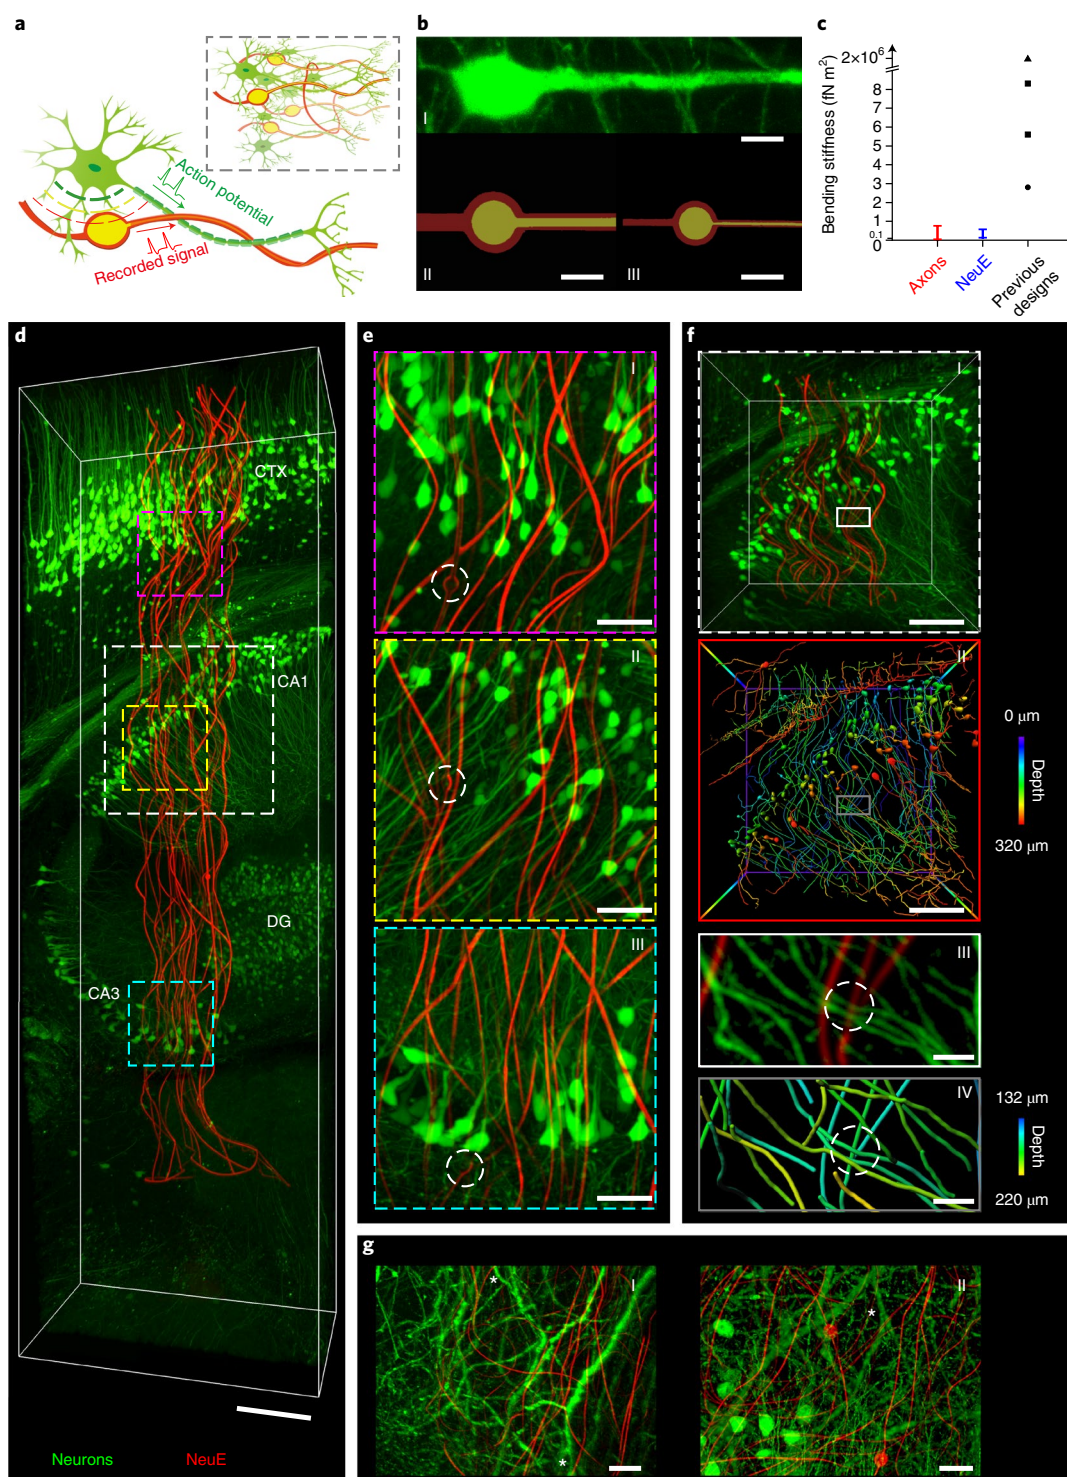 a
Action potential
Recorded signal
b
I
II
III
c
Bending stiffness (fN m²)
2×10⁶
8
7
6
5
4
3
2
1
0.1
0
Axons
NeuE
Previous designs
d
CTX
CA1
DG
CA3
Neurons
NeuE
e
I
II
III
f
I
II
0 µm
Depth
320 µm
III
IV
132 µm
Depth
220 µm
g
I
*
*
II
*